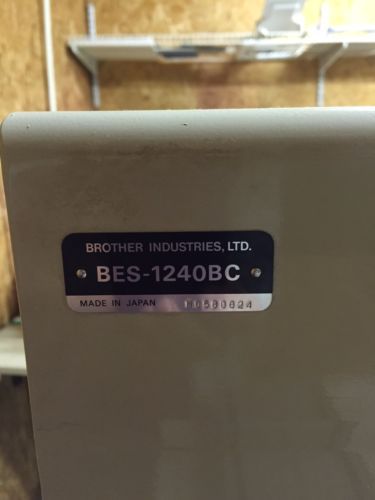 BROTHER INDUSTRIES, LTD.
BES-1240BC
MADE IN JAPAN